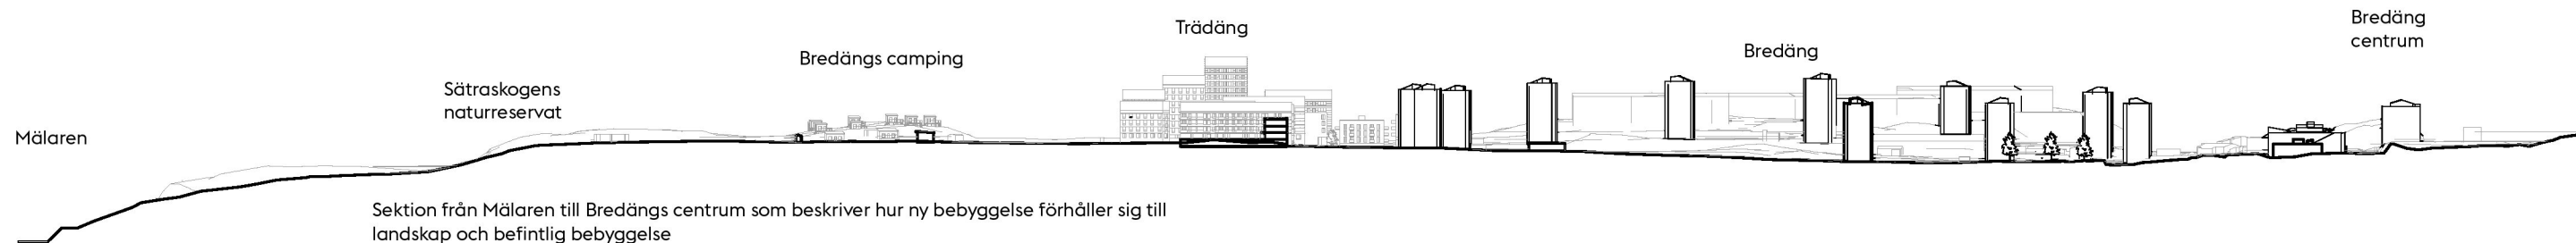 Mälaren
Sätraskogens
naturreservat
Bredängs camping
Trädäng
Bredäng
Bredäng
centrum
Sektion från Mälaren till Bredängs centrum som beskriver hur ny bebyggelse förhåller sig till
landskap och befintlig bebyggelse